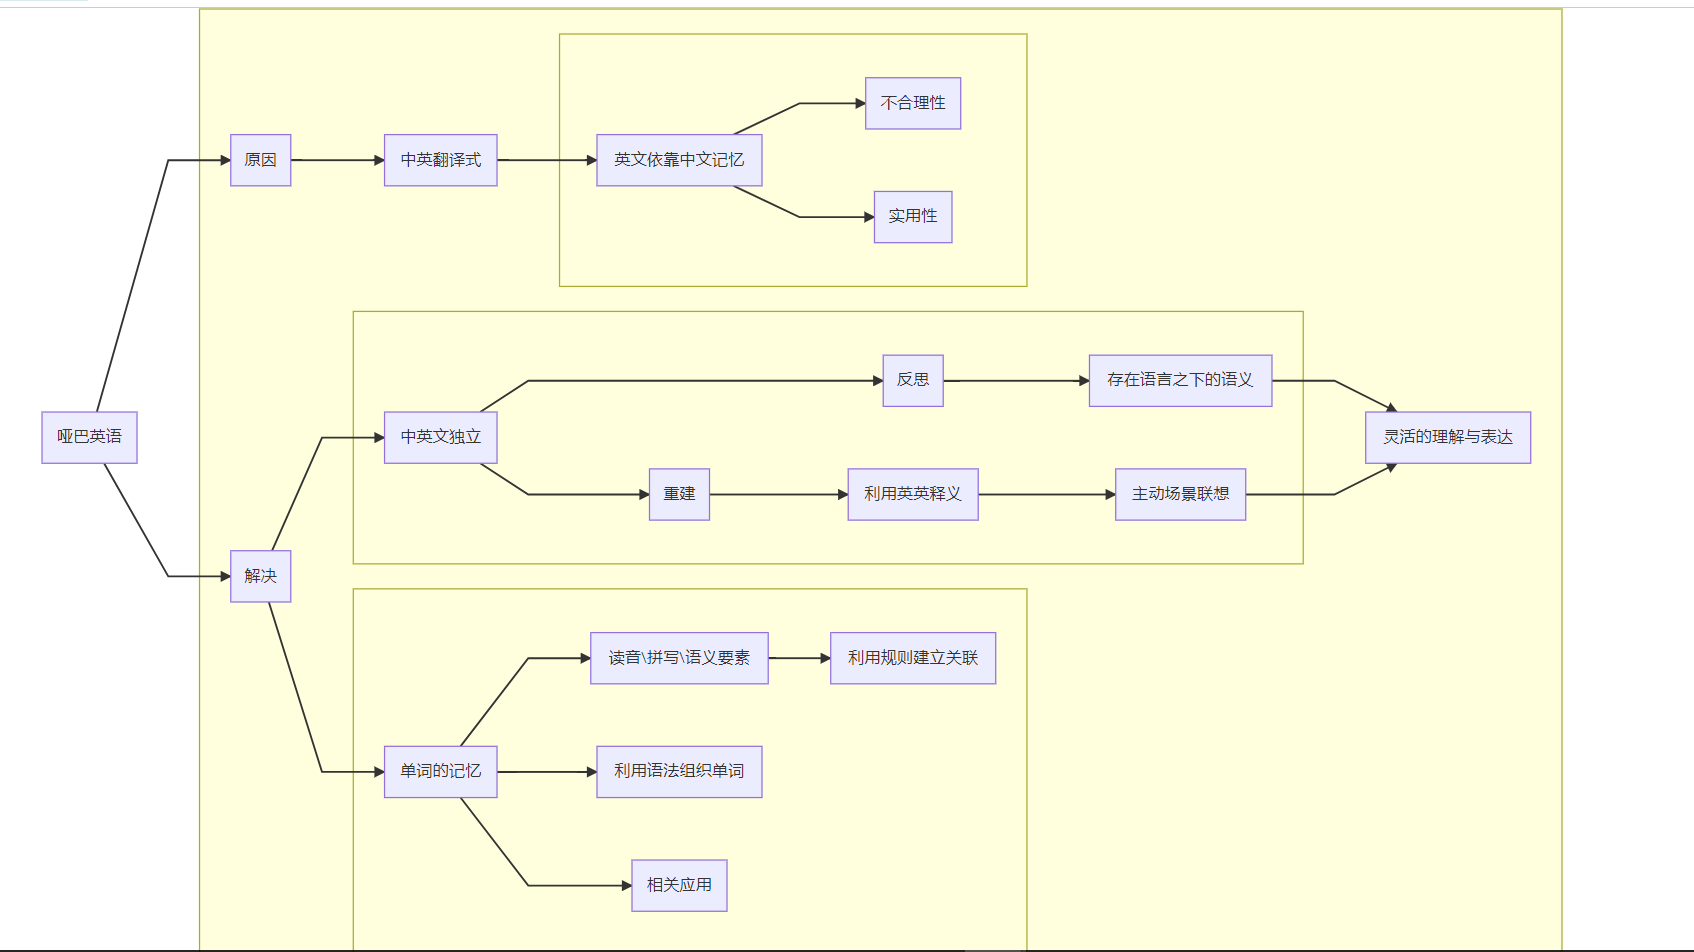 不合理性
原因
中英翻译式
英文依靠中文记忆
实用性
反思
存在语言之下的语义
哑巴英语
中英文独立
灵活的理解与表达
重建
利用英英释义
主动场景联想
解决
读音\拼写\语义要素
利用规则建立关联
单词的记忆
利用语法组织单词
相关应用